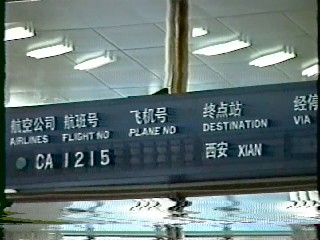 航空公司 航班号 飞机号 终点站 经停
AIRLINES FLIGHT NO PLANE NO DESTINATION VIA
CA 1215 西安 XIAN